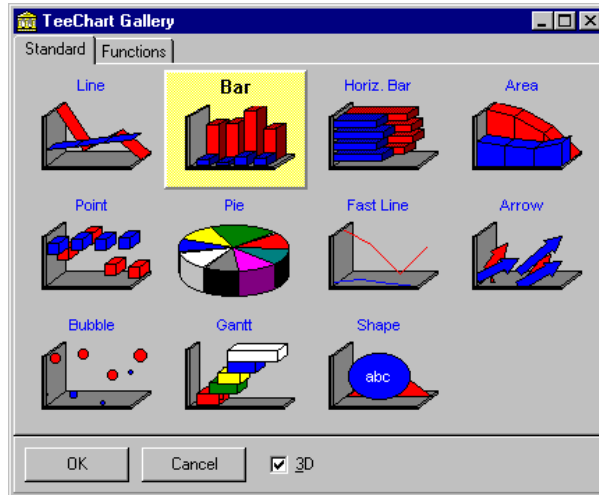 TeeChart Gallery
Standard Functions
Line Bar Horiz. Bar Area
Point Pie Fast Line Arrow
Bubble Gantt Shape
abc
OK Cancel 3D